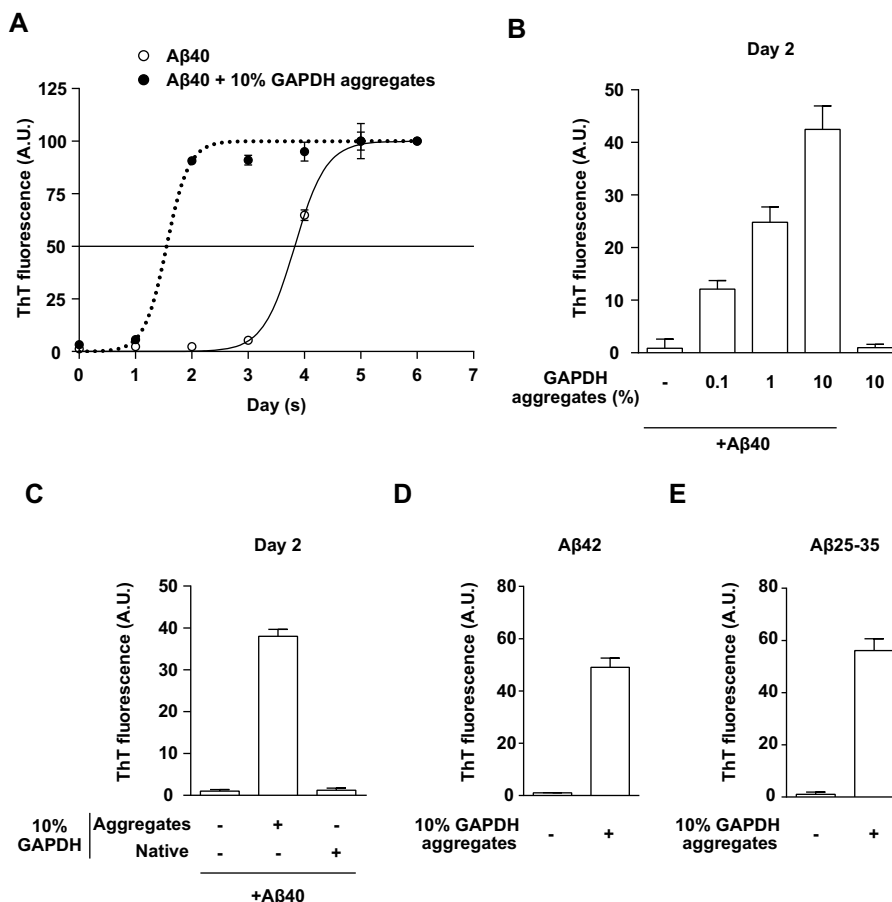 A
Aβ40
Aβ40 + 10% GAPDH aggregates
ThT fluorescence (A.U.)
125
100
75
50
25
0
0 1 2 3 4 5 6 7
Day (s)
B
Day 2
ThT fluorescence (A.U.)
50
40
30
20
10
0
GAPDH
aggregates (%)
- 0.1 1 10 10
+Aβ40
C
Day 2
ThT fluorescence (A.U.)
50
40
30
20
10
0
10%
GAPDH
Aggregates - + -
Native - - +
+Aβ40
D
Aβ42
ThT fluorescence (A.U.)
80
60
40
20
0
10% GAPDH
aggregates
- +
E
Aβ25-35
ThT fluorescence (A.U.)
80
60
40
20
0
10% GAPDH
aggregates
- +